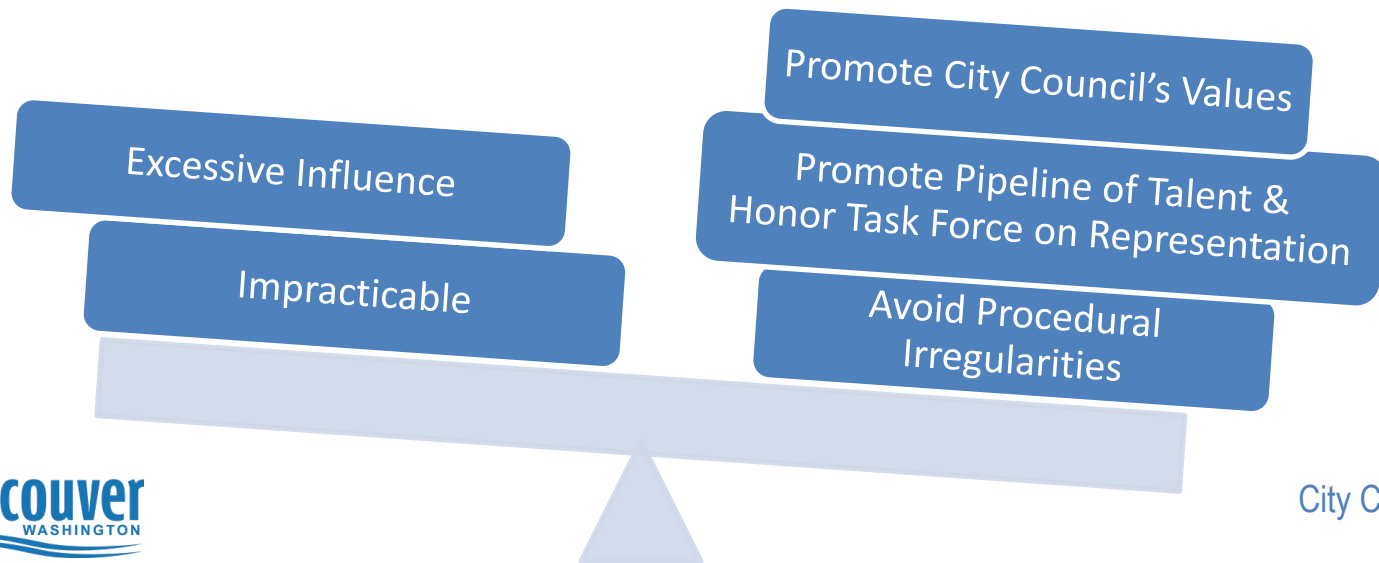 Excessive Influence
Impracticable
Promote City Council’s Values
Promote Pipeline of Talent &
Honor Task Force on Representation
Avoid Procedural
Irregularities
couver
WASHINGTON
City C